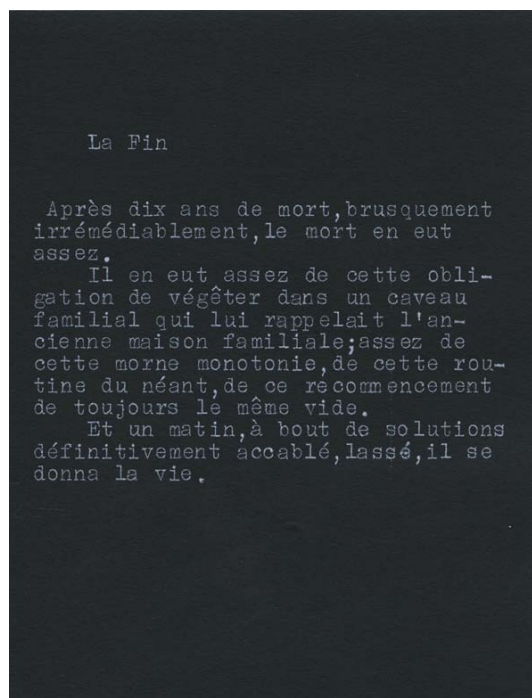 La Fin
Après dix ans de mort,brusquement
irrémédiablement,le mort en eut
assez.
Il en eut assez de cette obli-
gation de végêter dans un caveau
familial qui lui rappelait l'an-
cienne maison familiale;assez de
cette morne monotonie,de cette rou-
tine du néant,de ce recommencement
de toujours le même vide.
Et un matin,à bout de solutions
définitivement accablé,lassé,il se
donna la vie.